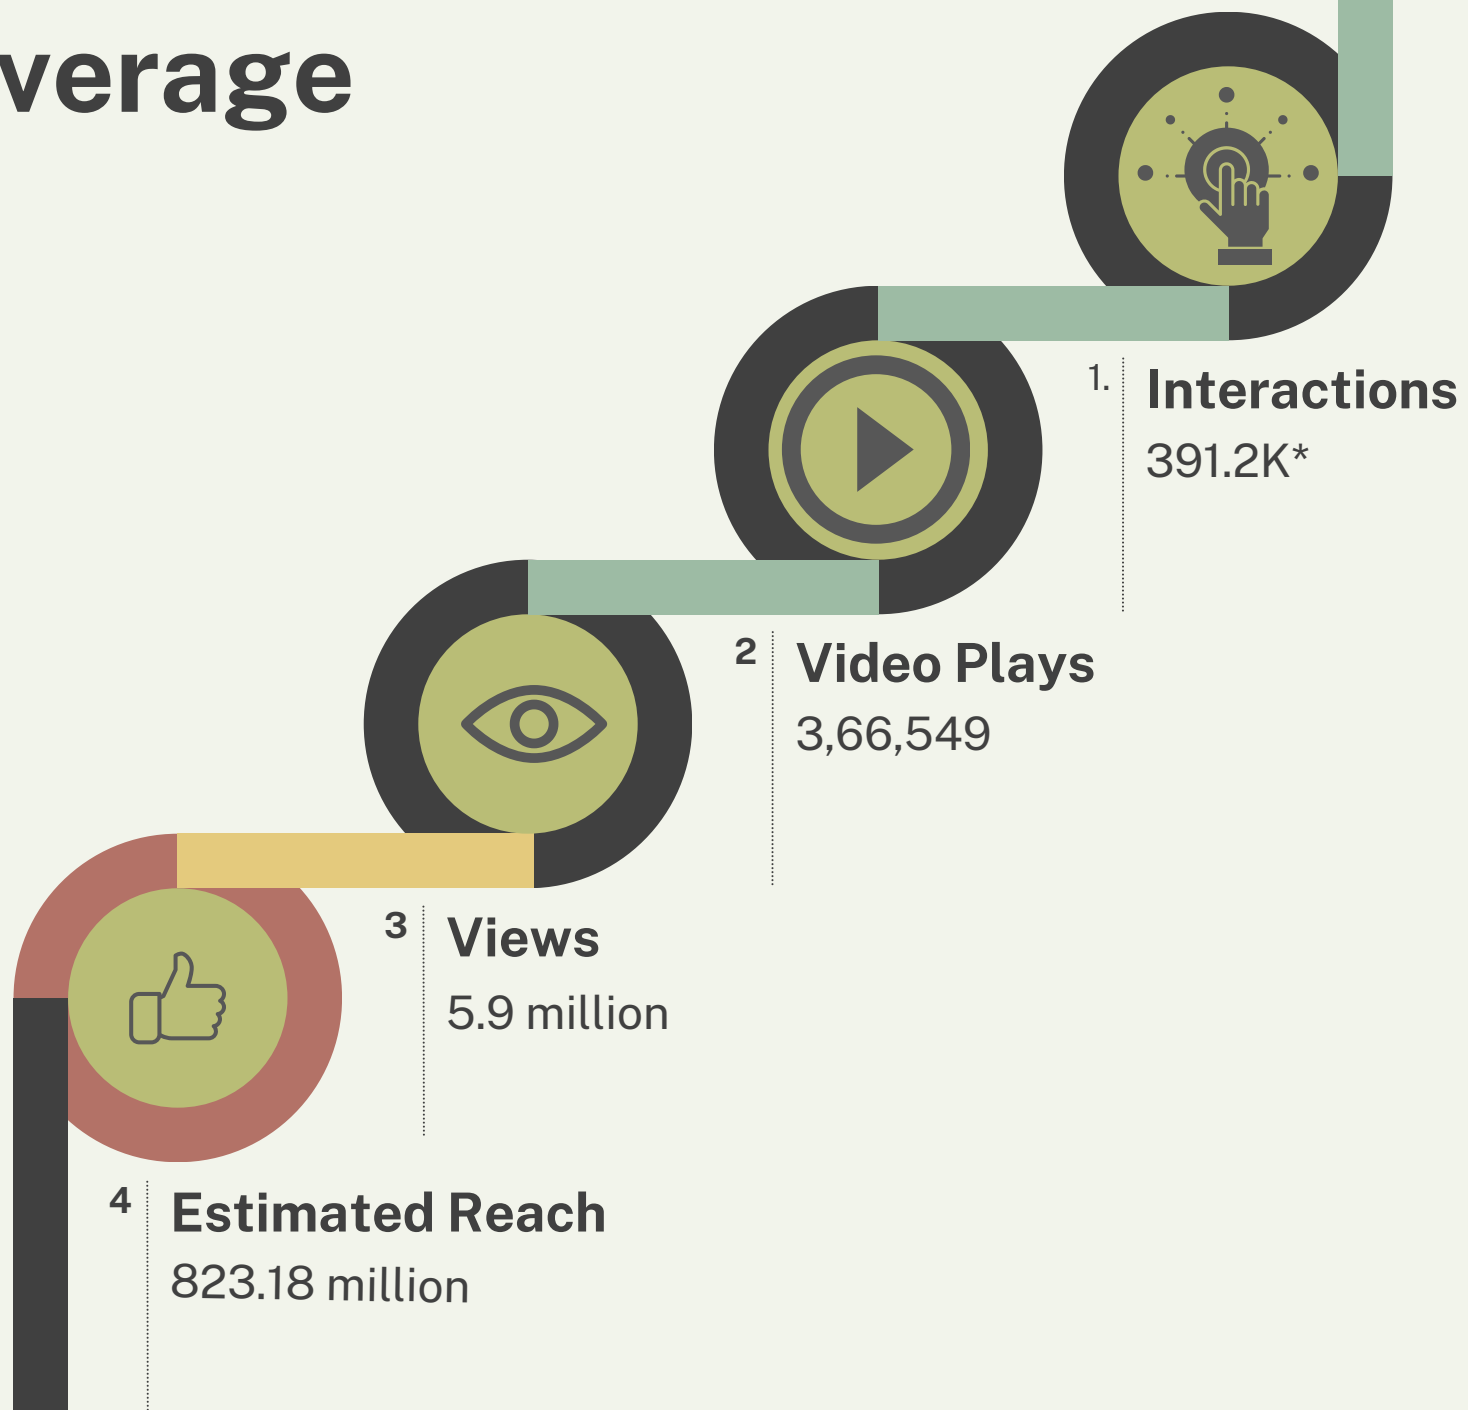 verage
1.
Interactions
391.2K*
2
Video Plays
3,66,549
3
Views
5.9 million
4
Estimated Reach
823.18 million